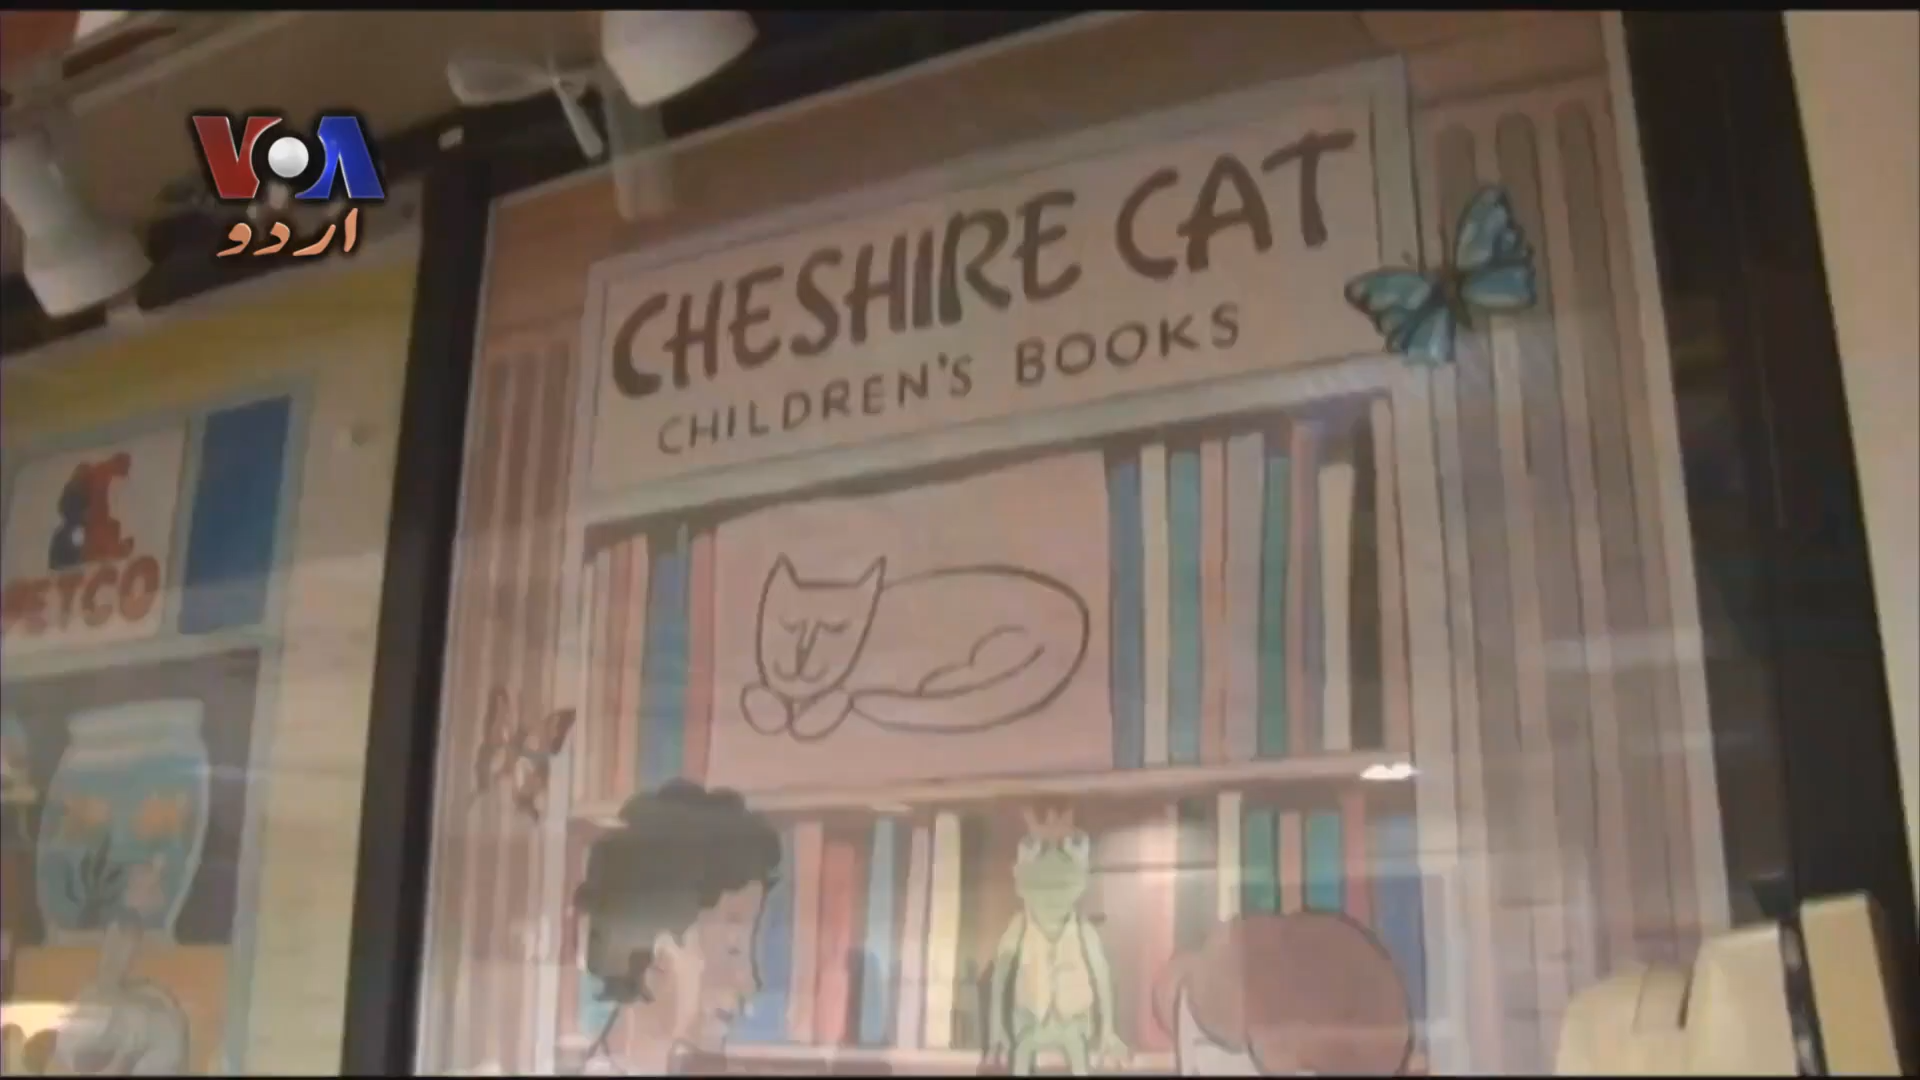 VOA
اردو
CHESHIRE CAT
CHILDREN'S BOOKS
PETCO